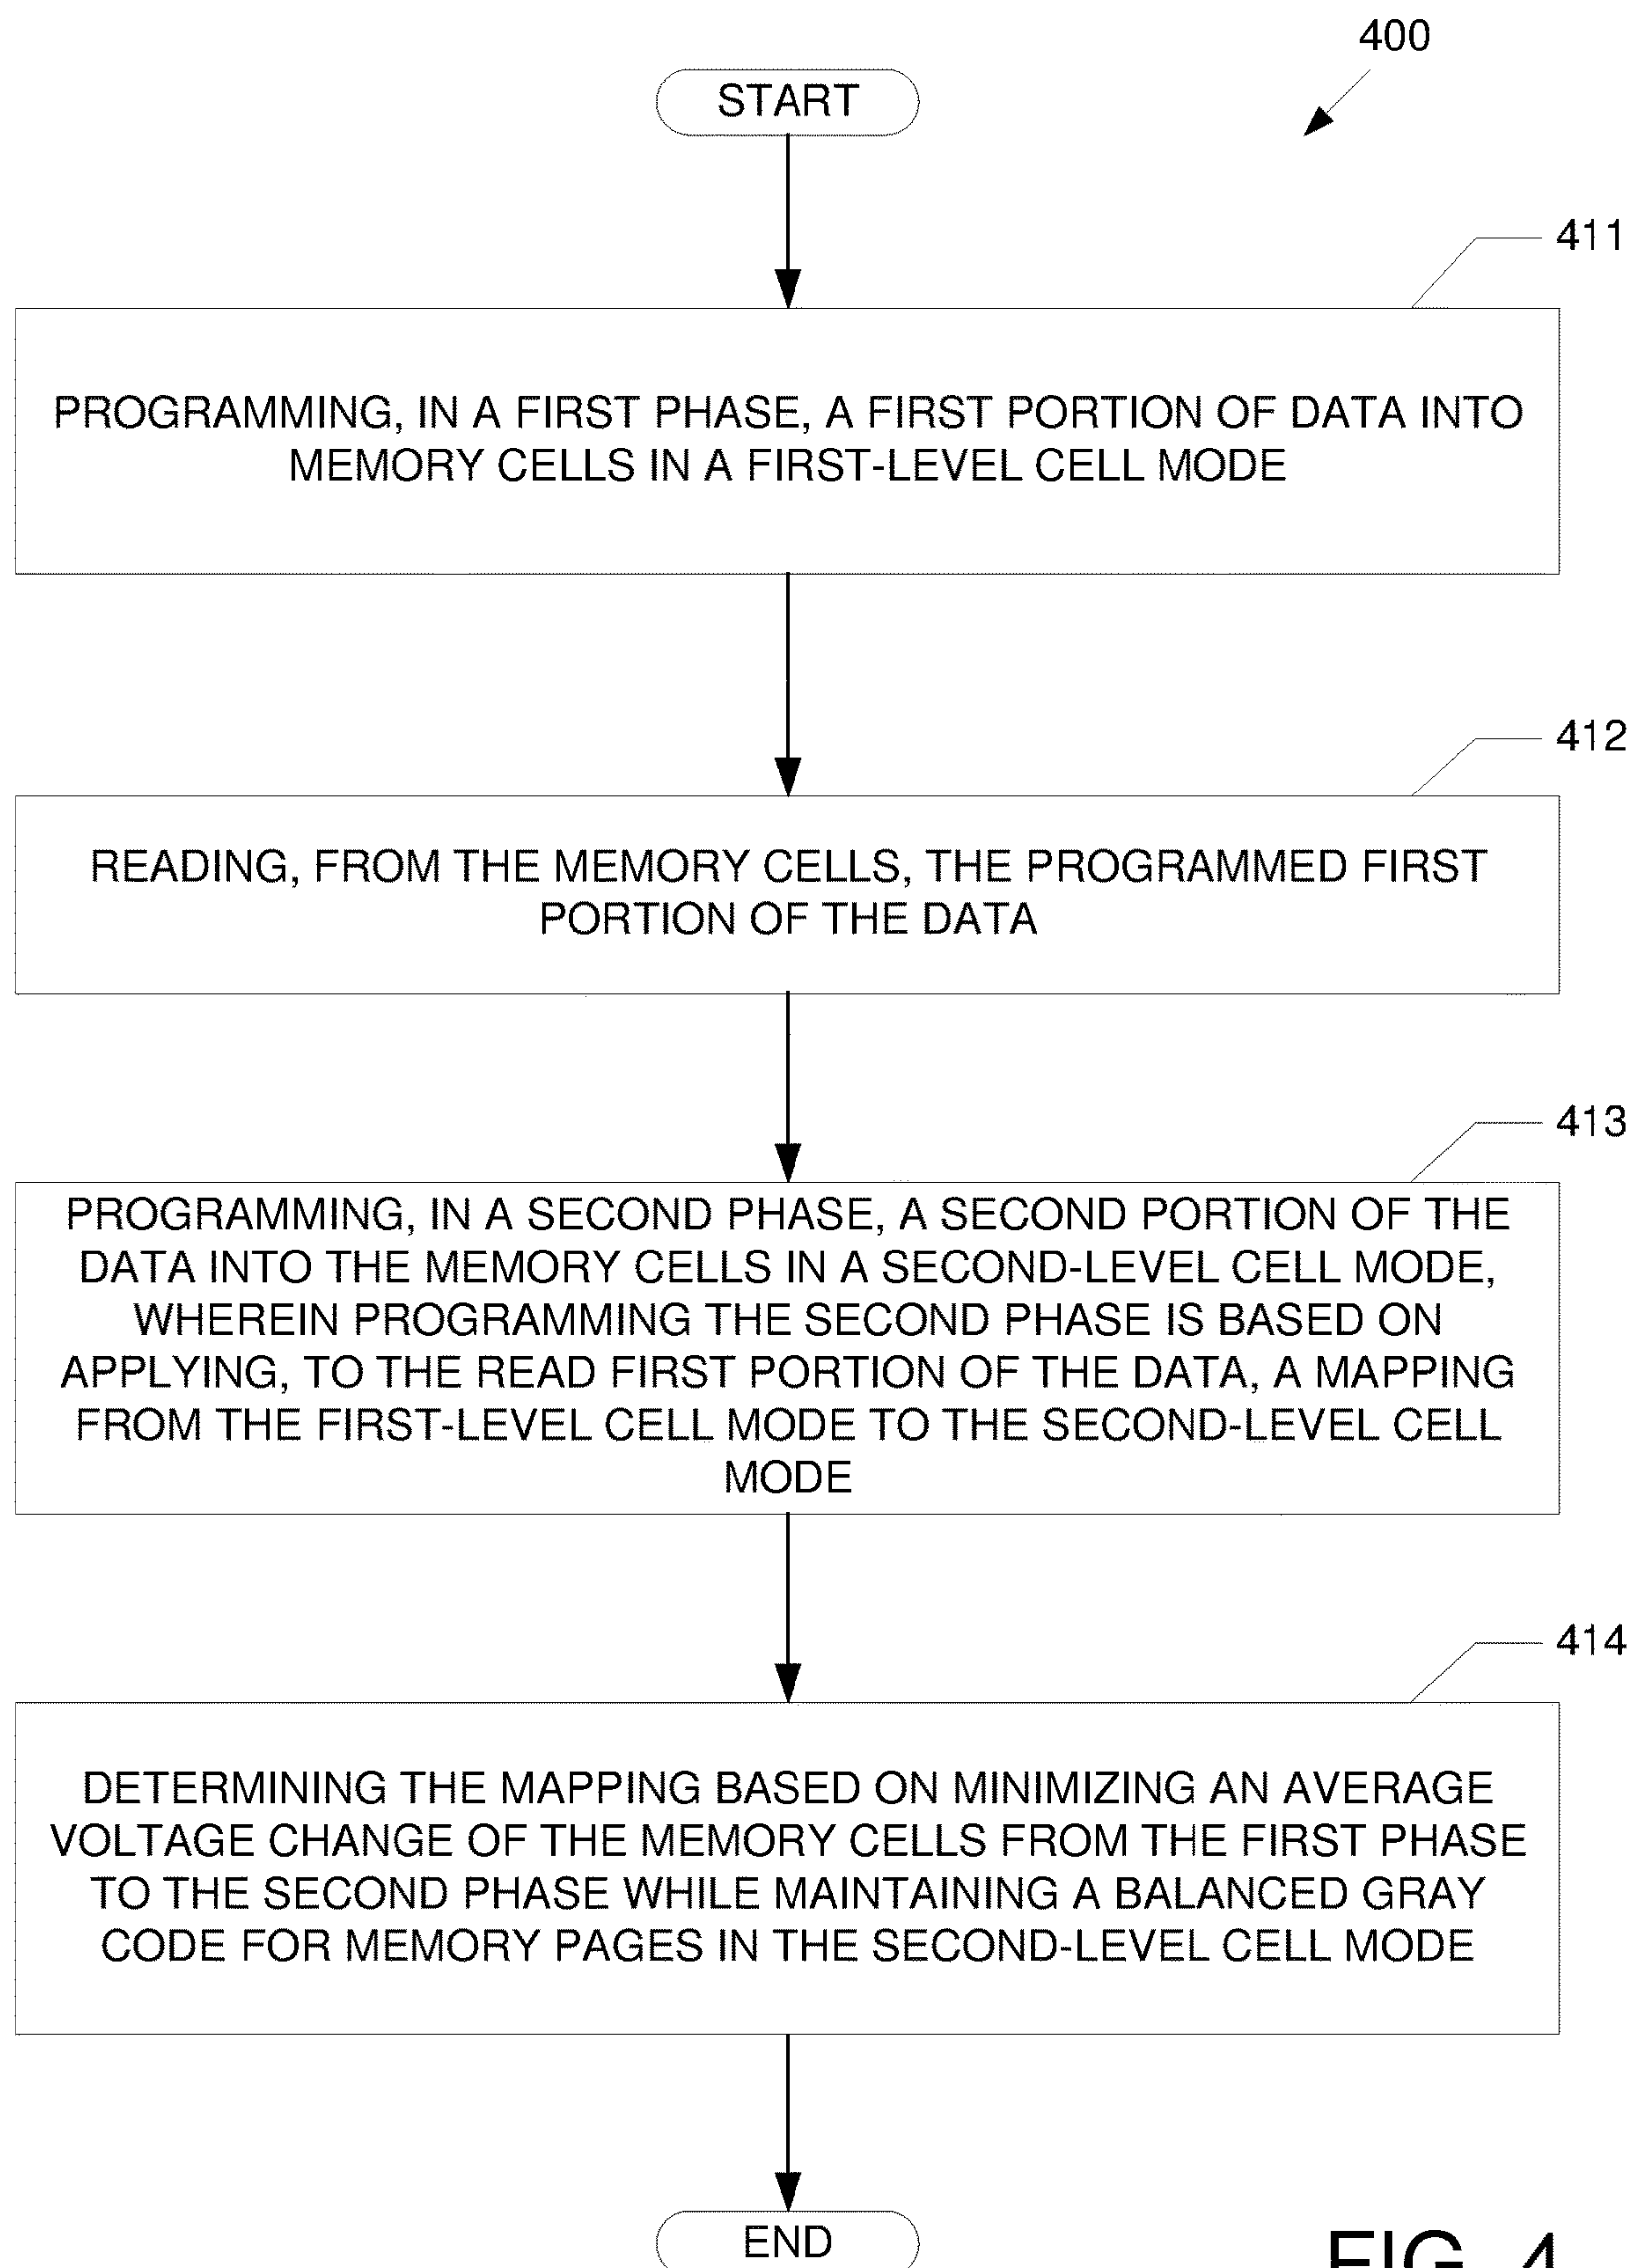 400
START
411
PROGRAMMING, IN A FIRST PHASE, A FIRST PORTION OF DATA INTO
MEMORY CELLS IN A FIRST-LEVEL CELL MODE
412
READING, FROM THE MEMORY CELLS, THE PROGRAMMED FIRST
PORTION OF THE DATA
413
PROGRAMMING, IN A SECOND PHASE, A SECOND PORTION OF THE
DATA INTO THE MEMORY CELLS IN A SECOND-LEVEL CELL MODE,
WHEREIN PROGRAMMING THE SECOND PHASE IS BASED ON
APPLYING, TO THE READ FIRST PORTION OF THE DATA, A MAPPING
FROM THE FIRST-LEVEL CELL MODE TO THE SECOND-LEVEL CELL
MODE
414
DETERMINING THE MAPPING BASED ON MINIMIZING AN AVERAGE
VOLTAGE CHANGE OF THE MEMORY CELLS FROM THE FIRST PHASE
TO THE SECOND PHASE WHILE MAINTAINING A BALANCED GRAY
CODE FOR MEMORY PAGES IN THE SECOND-LEVEL CELL MODE
END
FIG. 4